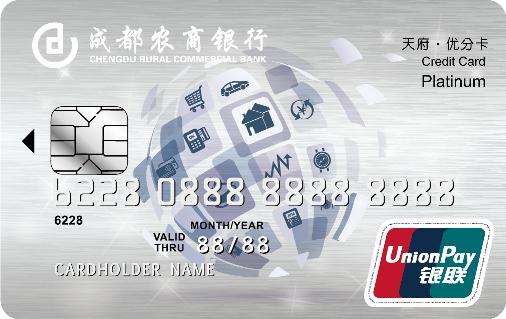 成都农商银行
CHENGDU RURAL COMMERCIAL BANK
天府·优分卡
Credit Card
Platinum
6228 0888 8888 8888
6228
MONTH/YEAR
VALID THRU 88/88
CARDHOLDER NAME
UnionPay
银联